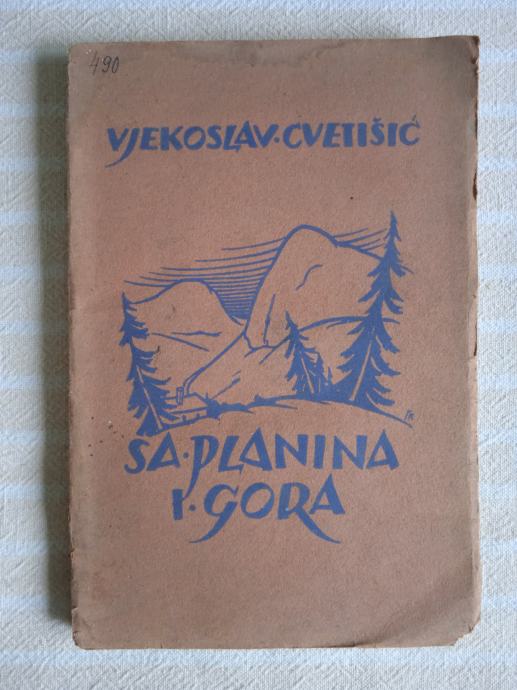 490
VJEKOSLAV·CVETIŠIĆ
SA·PLANINA
I·GORA